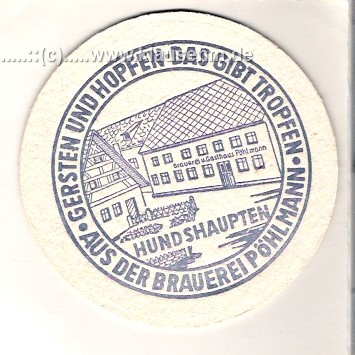 GERSTEN UND HOPFEN DAS GIBT TROPFEN
Brauerei u. Gasthaus Pöhlmann
HUNDSHAUPTEN
AUS DER BRAUEREI PÖHLMANN